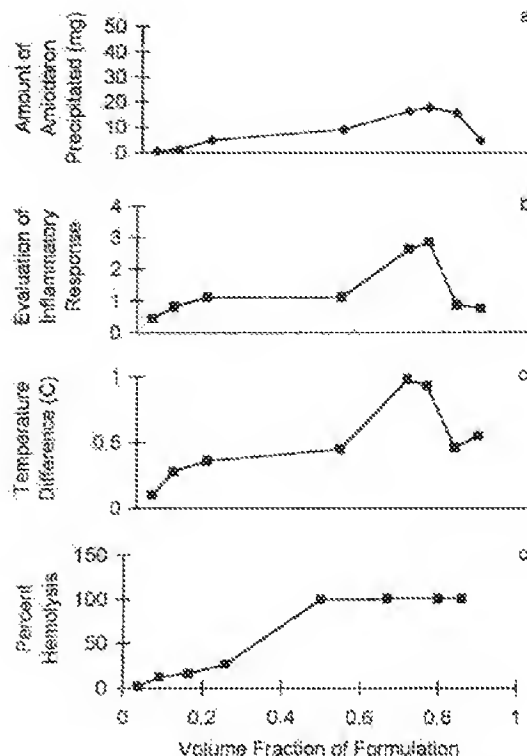 a
Amount of
Amiodaron
Precipitated (mg)
50
40
30
20
10
0
b
Evaluation of
Inflammatory
Response
4
3
2
1
0
c
Temperature
Difference (C)
1
0.5
0
d
Percent
Hemolysis
150
100
50
0
0 0.2 0.4 0.6 0.8 1
Volume Fraction of Formulation